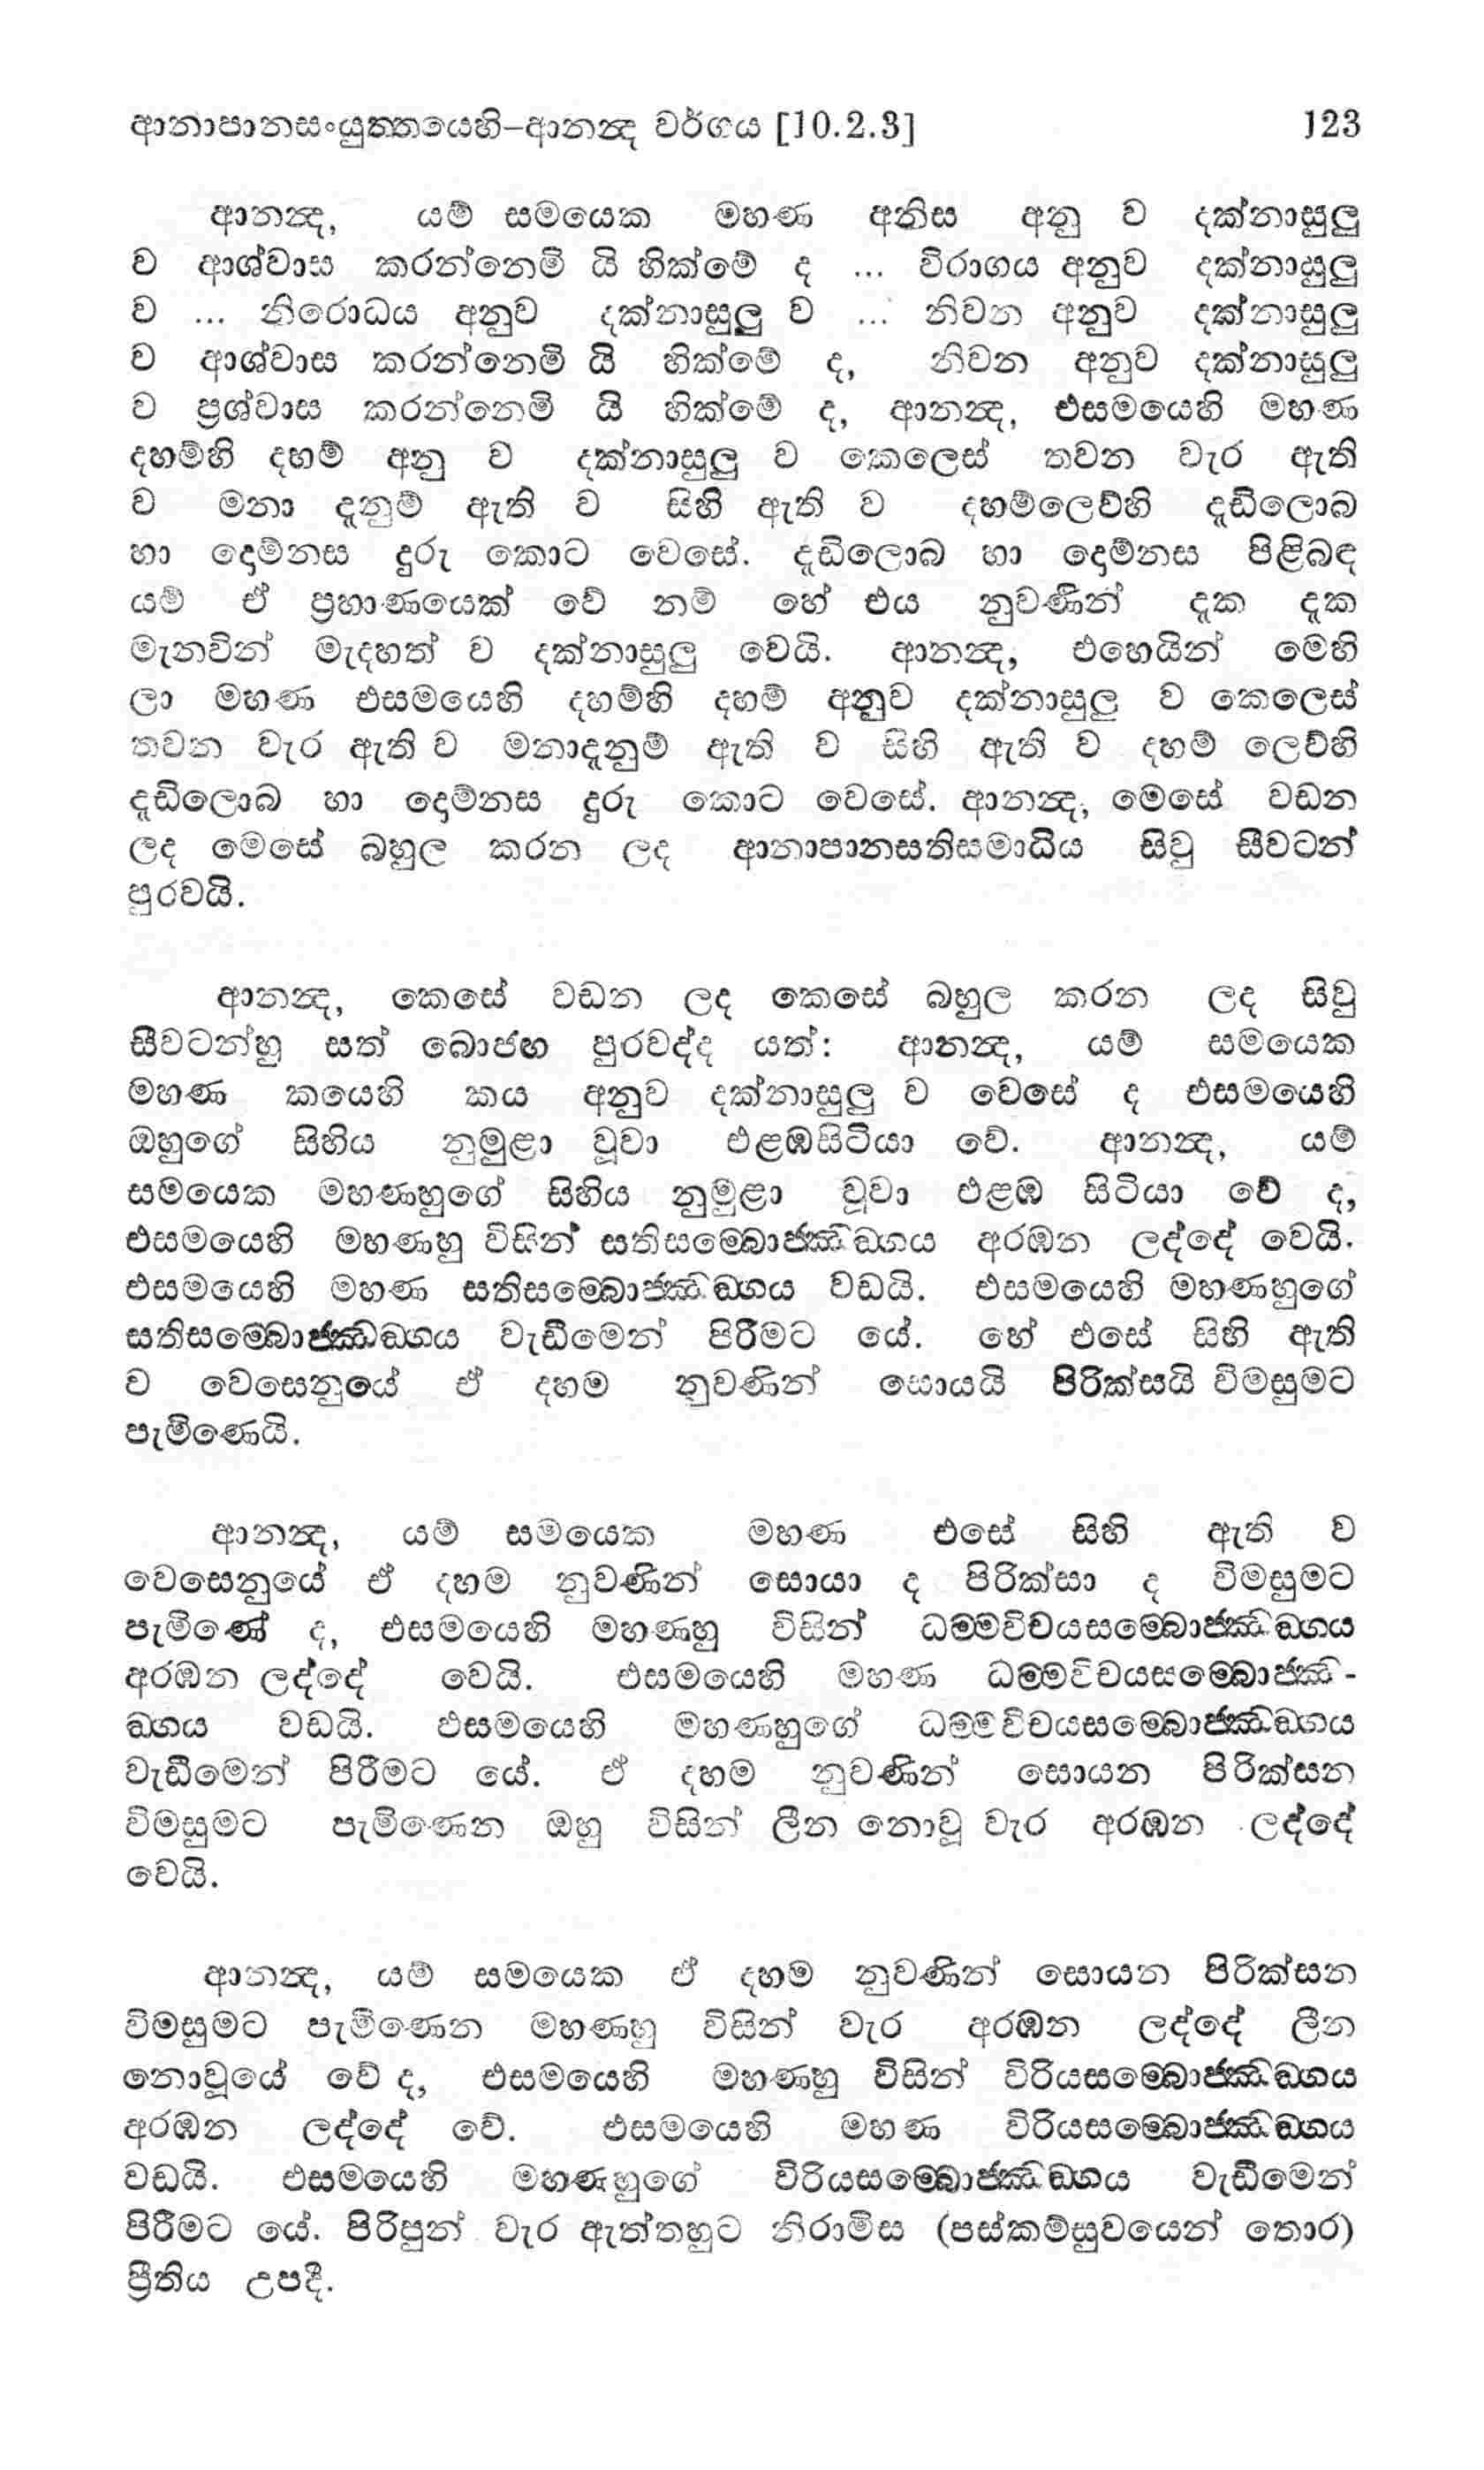 ආනාපානසංයුත්තයෙහි–ආනන්‍ද වර්ගය [10.2.3] 123
ආනන්‍ද, යම් සමයෙක මහණ අනිස අනු ව දක්නාසුලු
ව ආශ්වාස කරන්නෙමි යි හික්මේ ද ... විරාගය අනුව දක්නාසුලු
ව ... නිරොධය අනුව දක්නාසුලු ව ... නිවන අනුව දක්නාසුලු
ව ආශ්වාස කරන්නෙමි යි හික්මේ ද, නිවන අනුව දක්නාසුලු
ව ප්‍රශ්වාස කරන්නෙමි යි හික්මේ ද, ආනන්‍ද, එසමයෙහි මහණ
දහම්හි දහම් අනු ව දක්නාසුලු ව කෙලෙස් තවන වැර ඇති
ව මනා දැනුම් ඇති ව සිහි ඇති ව දහම්ලෙව්හි දැඩිලොබ
හා දොම්නස දුරු කොට වෙසේ. දැඩිලොබ හා දොම්නස පිළිබඳ
යම් ඒ ප්‍රහාණයෙක් වේ නම් හේ එය නුවණින් දැක දැක
මැනවින් මැදහත් ව දක්නාසුලු වෙයි. ආනන්‍ද, එහෙයින් මෙහි
ලා මහණ එසමයෙහි දහම්හි දහම් අනුව දක්නාසුලු ව කෙලෙස්
තවන වැර ඇති ව මනාදැනුම් ඇති ව සිහි ඇති ව දහම් ලෙව්හි
දැඩිලොබ හා දොම්නස දුරු කොට වෙසේ. ආනන්‍ද, මෙසේ වඩන
ලද මෙසේ බහුල කරන ලද ආනාපානසතිසමාධිය සිවු සීවටන්
පුරවයි.
ආනන්‍ද, කෙසේ වඩන ලද කෙසේ බහුල කරන ලද සිවු
සීවටන්හු සත් බොජඟ පුරවද්ද යත්: ආනන්‍ද, යම් සමයෙක
මහණ කයෙහි කය අනුව දක්නාසුලු ව වෙසේ ද එසමයෙහි
ඔහුගේ සිහිය නුමුළා වූවා එළඹසිටියා වේ. ආනන්‍ද, යම්
සමයෙක මහණහුගේ සිහිය නුමුළා වූවා එළඹ සිටියා වේ ද,
එසමයෙහි මහණහු විසින් සතිසම්බොජ්ඣඞ්ගය අරඹන ලද්දේ වෙයි.
එසමයෙහි මහණ සතිසම්බොජ්ඣඞ්ගය වඩයි. එසමයෙහි මහණහුගේ
සතිසම්බොජ්ඣඞ්ගය වැඩීමෙන් පිරීමට යේ. හේ එසේ සිහි ඇති
ව වෙසෙනුයේ ඒ දහම නුවණින් සොයයි පිරික්සයි විමසුමට
පැමිණෙයි.
ආනන්‍ද, යම් සමයෙක මහණ එසේ සිහි ඇති ව
වෙසෙනුයේ ඒ දහම නුවණින් සොයා ද පිරික්සා ද විමසුමට
පැමිණේ ද, එසමයෙහි මහණහු විසින් ධම්මවිචයසම්බොජ්ඣඞ්ගය
අරඹන ලද්දේ වෙයි. එසමයෙහි මහණ ධම්මවිචයසම්බොජ්ඣ-
ඞ්ගය වඩයි. එසමයෙහි මහණහුගේ ධම්මවිචයසම්බොජ්ඣඞ්ගය
වැඩීමෙන් පිරීමට යේ. ඒ දහම නුවණින් සොයන පිරික්සන
විමසුමට පැමිණෙන ඔහු විසින් ලීන නොවූ වැර අරඹන ලද්දේ
වෙයි.
ආනන්‍ද, යම් සමයෙක ඒ දහම නුවණින් සොයන පිරික්සන
විමසුමට පැමිණෙන මහණහු විසින් වැර අරඹන ලද්දේ ලීන
නොවූයේ වේ ද, එසමයෙහි මහණහු විසින් විරියසම්බොජ්ඣඞ්ගය
අරඹන ලද්දේ වේ. එසමයෙහි මහණ විරියසම්බොජ්ඣඞ්ගය
වඩයි. එසමයෙහි මහණහුගේ විරියසම්බොජ්ඣඞ්ගය වැඩීමෙන්
පිරීමට යේ. පිරිපුන් වැර ඇත්තහුට නිරාමිස (පස්කම්සුවයෙන් තොර)
ප්‍රීතිය උපදී.